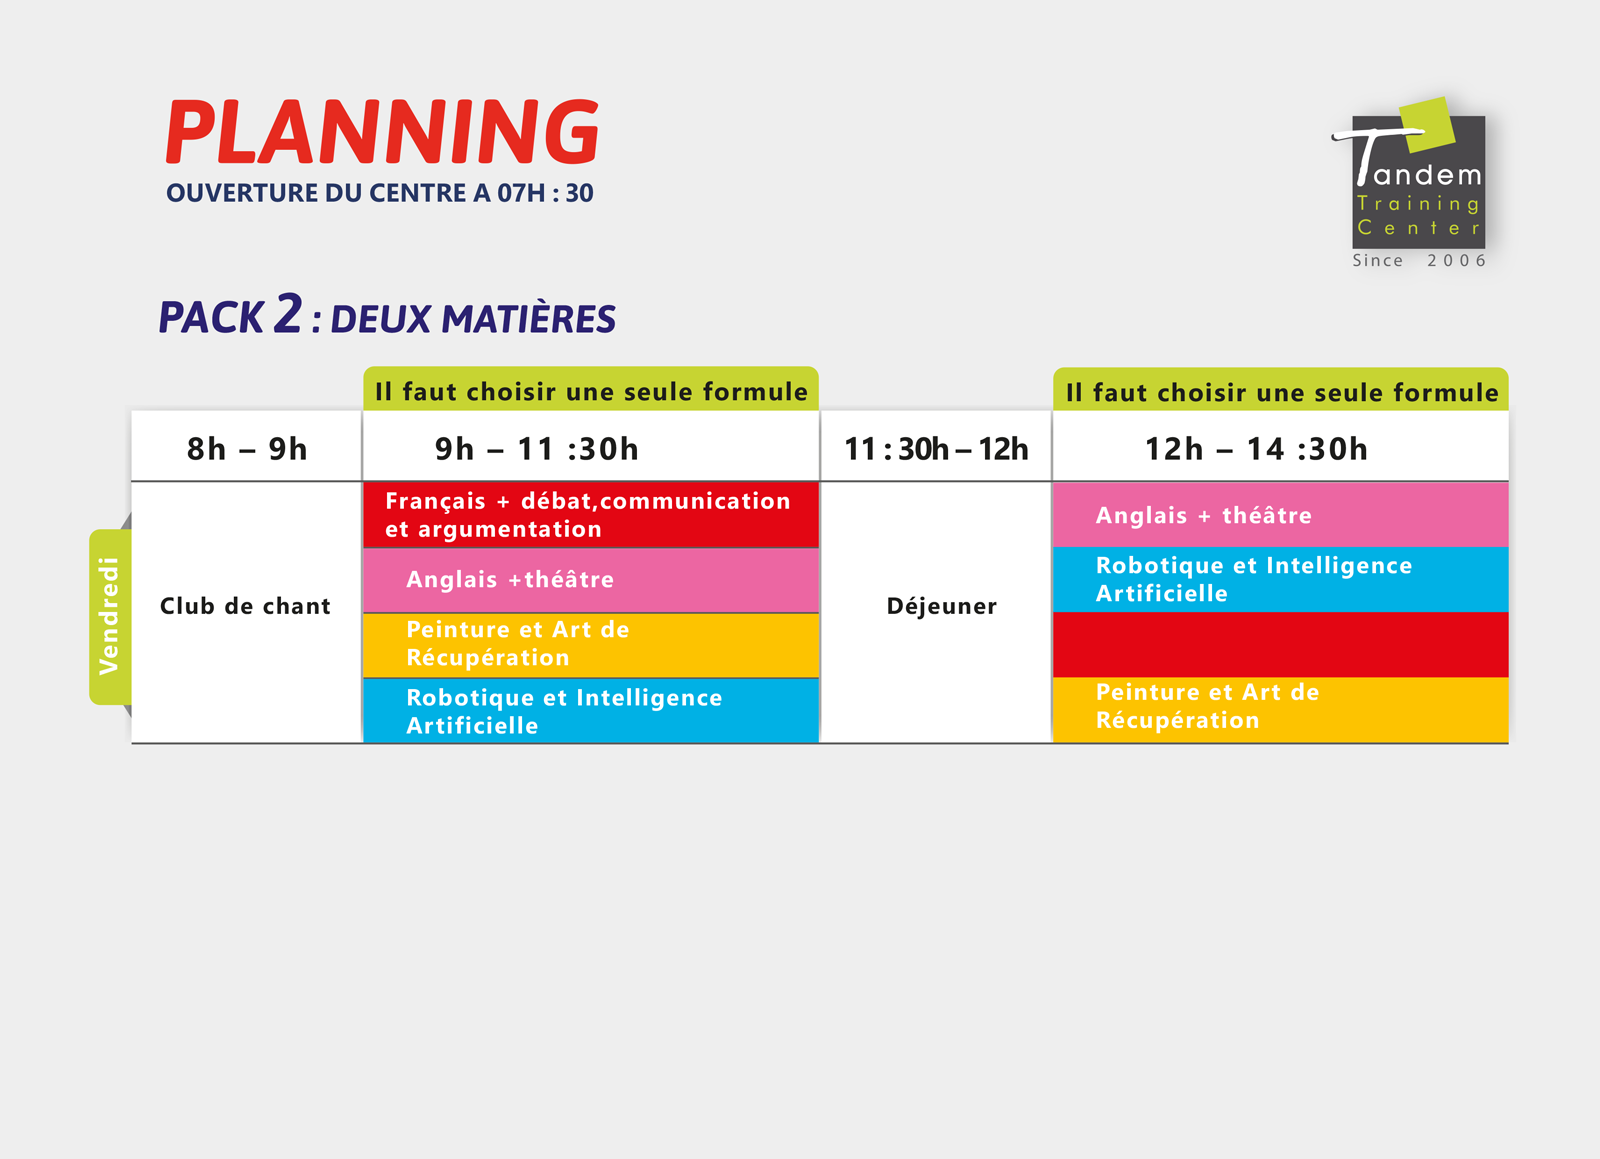 PLANNING
OUVERTURE DU CENTRE A 07H : 30
Tandem
Training
Center
Since 2006
PACK 2 : DEUX MATIÈRES
Il faut choisir une seule formule
Il faut choisir une seule formule
8h – 9h
9h – 11 :30h
11 : 30h – 12h
12h – 14 :30h
Vendredi
Club de chant
Français + débat,communication
et argumentation
Anglais +théâtre
Peinture et Art de
Récupération
Robotique et Intelligence
Artificielle
Déjeuner
Anglais + théâtre
Robotique et Intelligence
Artificielle
Peinture et Art de
Récupération